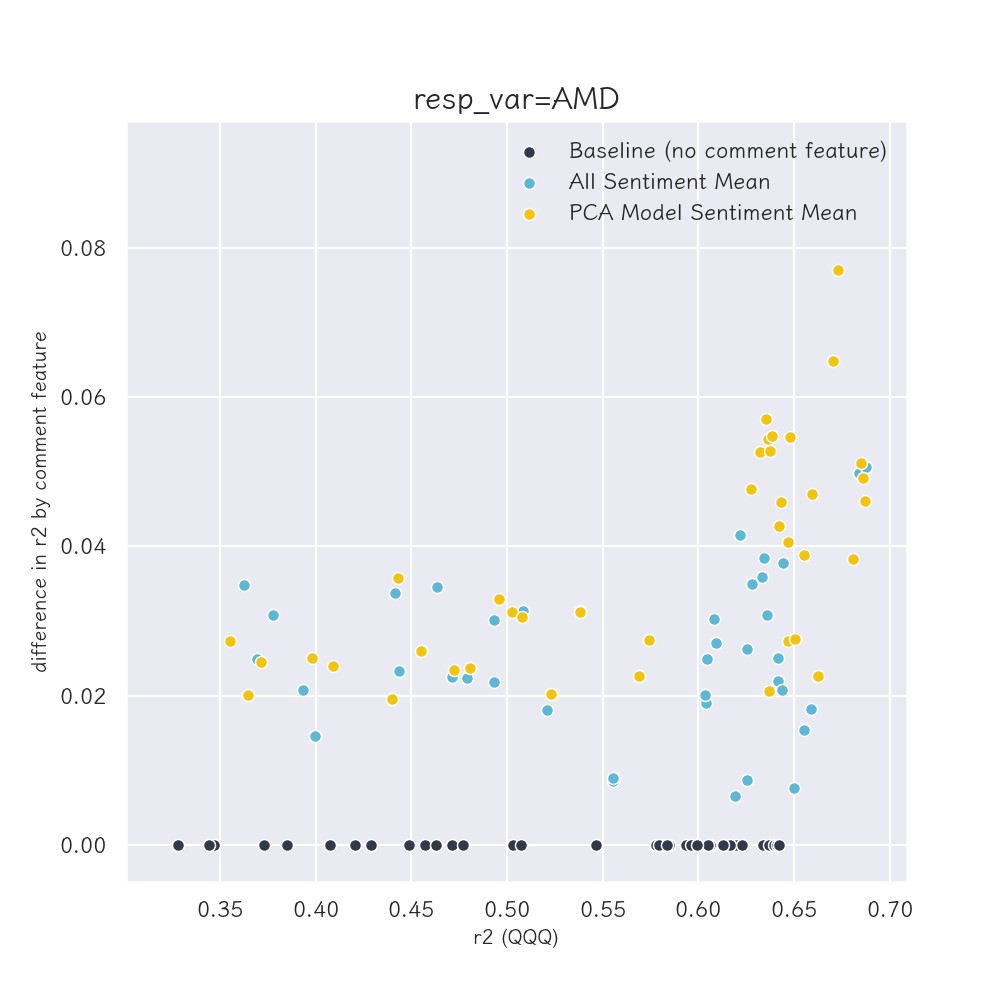 resp_var=AMD
Baseline (no comment feature)
All Sentiment Mean
PCA Model Sentiment Mean
difference in r2 by comment feature
0.08
0.06
0.04
0.02
0.00
0.35 0.40 0.45 0.50 0.55 0.60 0.65 0.70
r2 (QQQ)